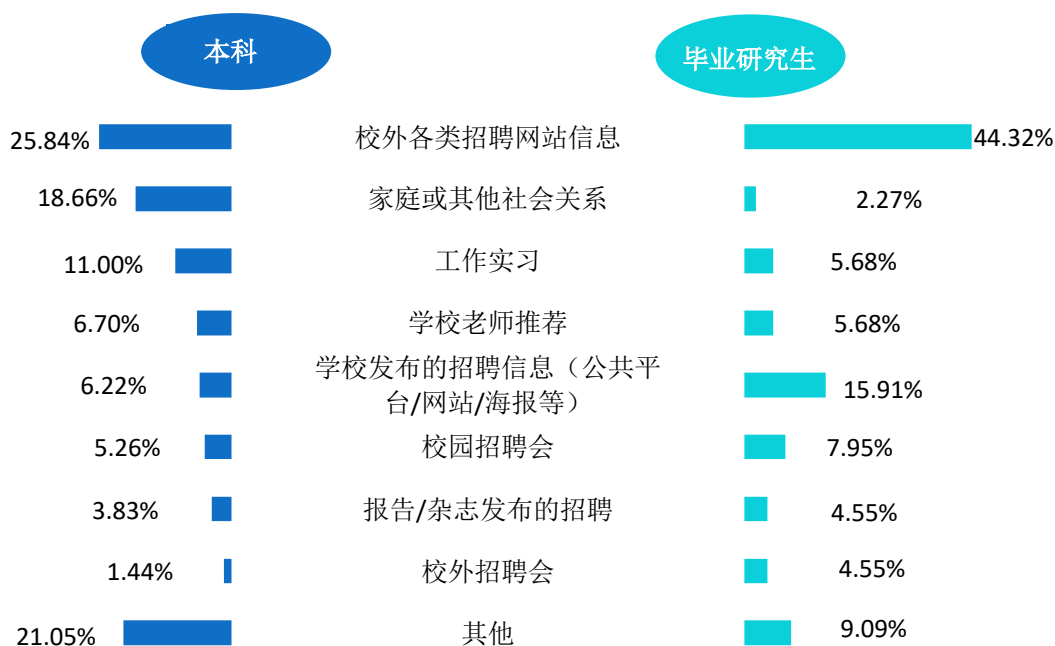 本科 毕业研究生
25.84% 校外各类招聘网站信息 44.32%
18.66% 家庭或其他社会关系 2.27%
11.00% 工作实习 5.68%
6.70% 学校老师推荐 5.68%
6.22% 学校发布的招聘信息（公共平 15.91%
台/网站/海报等）
5.26% 校园招聘会 7.95%
3.83% 报告/杂志发布的招聘 4.55%
1.44% 校外招聘会 4.55%
21.05% 其他 9.09%